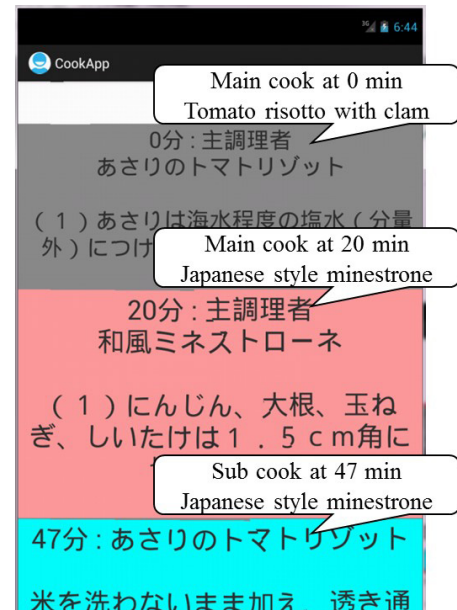 3G 6:44
CookApp
Main cook at 0 min
Tomato risotto with clam
0分 : 主調理者
あさりのトマトリゾット
（１）あさりは海水程度の塩水（分量
外）につけ
Main cook at 20 min
Japanese style minestrone
20分 : 主調理者
和風ミネストローネ
（１）にんじん、大根、玉ね
ぎ、しいたけは１．５ｃｍ角に
Sub cook at 47 min
Japanese style minestrone
47分 : あさりのトマトリゾット
米を洗わないまま加え、透き通